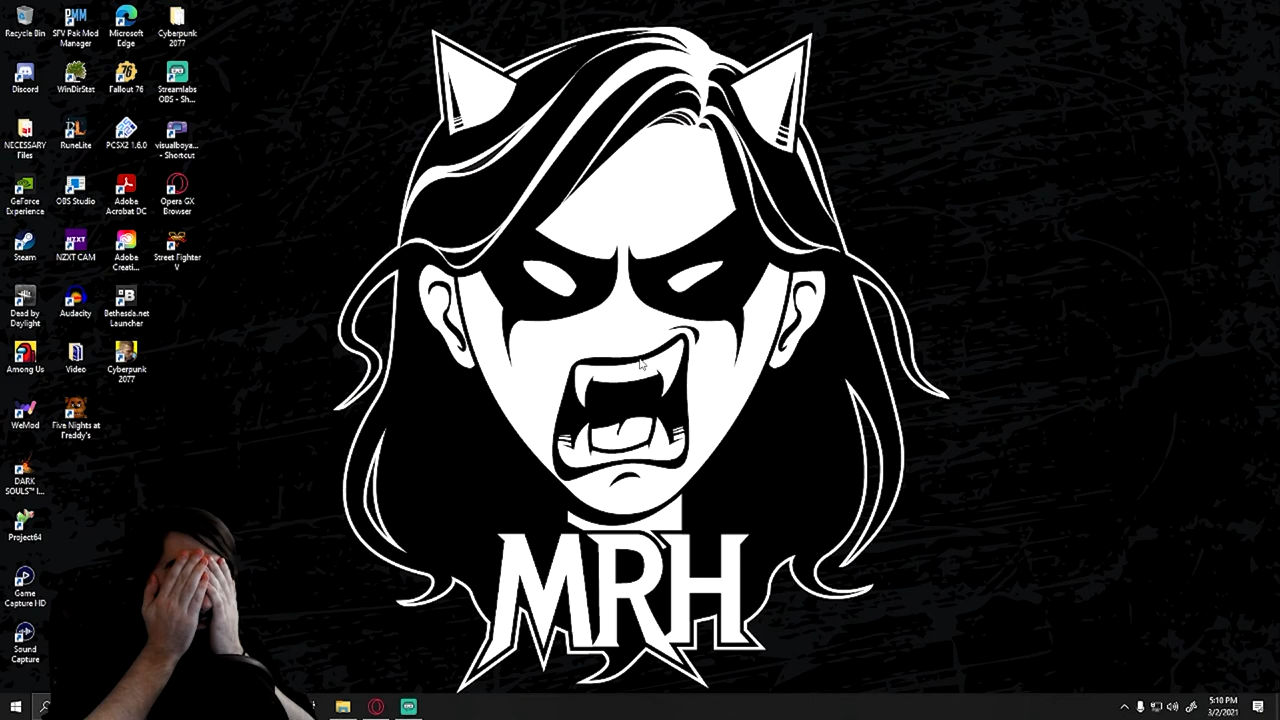 Recycle Bin
SFV Pak Mod
Manager
Microsoft
Edge
Cyberpunk
2077
Discord
WinDirStat
Fallout 76
Streamlabs
OBS - Sh...
NECESSARY
Files
RuneLite
PCSX2 1.6.0
visualboya...
- Shortcut
GeForce
Experience
OBS Studio
Adobe
Acrobat DC
Opera GX
Browser
Steam
NZXT
NZXT CAM
Adobe
Creati...
Street Fighter
V
Dead by
Daylight
Audacity
Bethesda.net
Launcher
Among Us
Video
Cyberpunk
2077
WeMod
Five Nights at
Freddy's
DARK
SOULS™ I...
Project64
Game
Capture HD
Sound
Capture
MRH
5:10 PM
3/2/2021